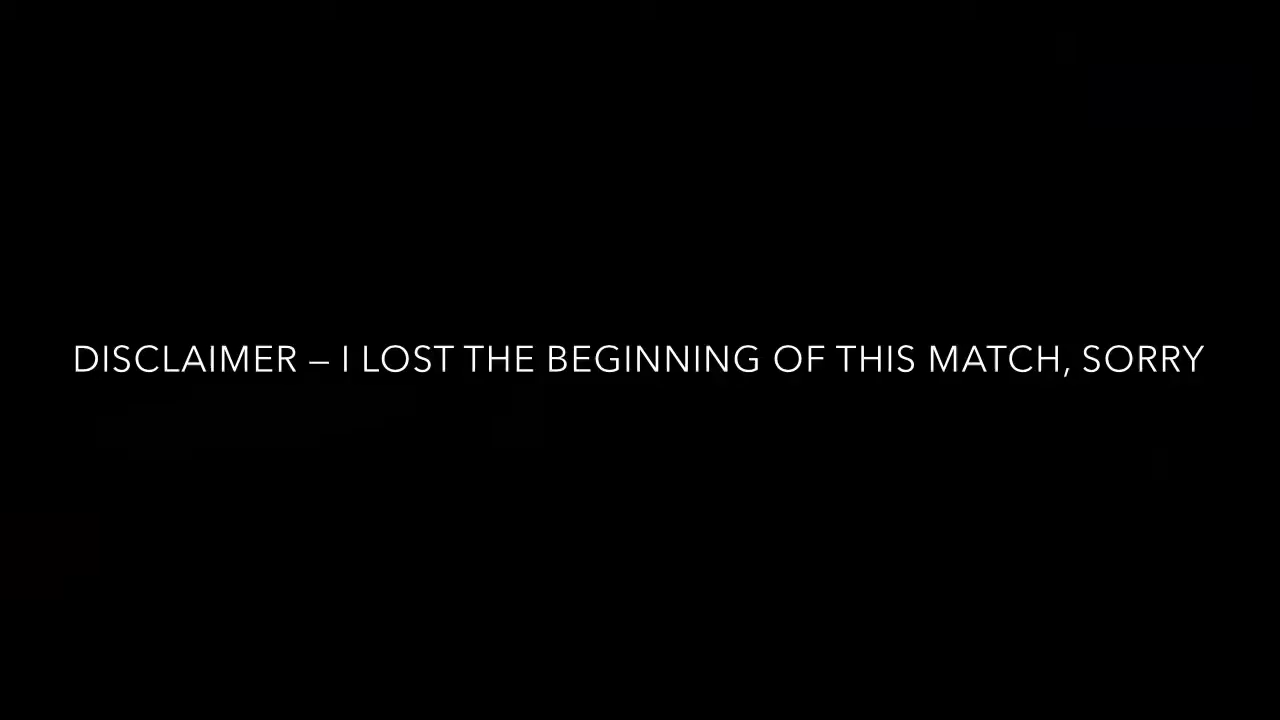 DISCLAIMER – I LOST THE BEGINNING OF THIS MATCH, SORRY